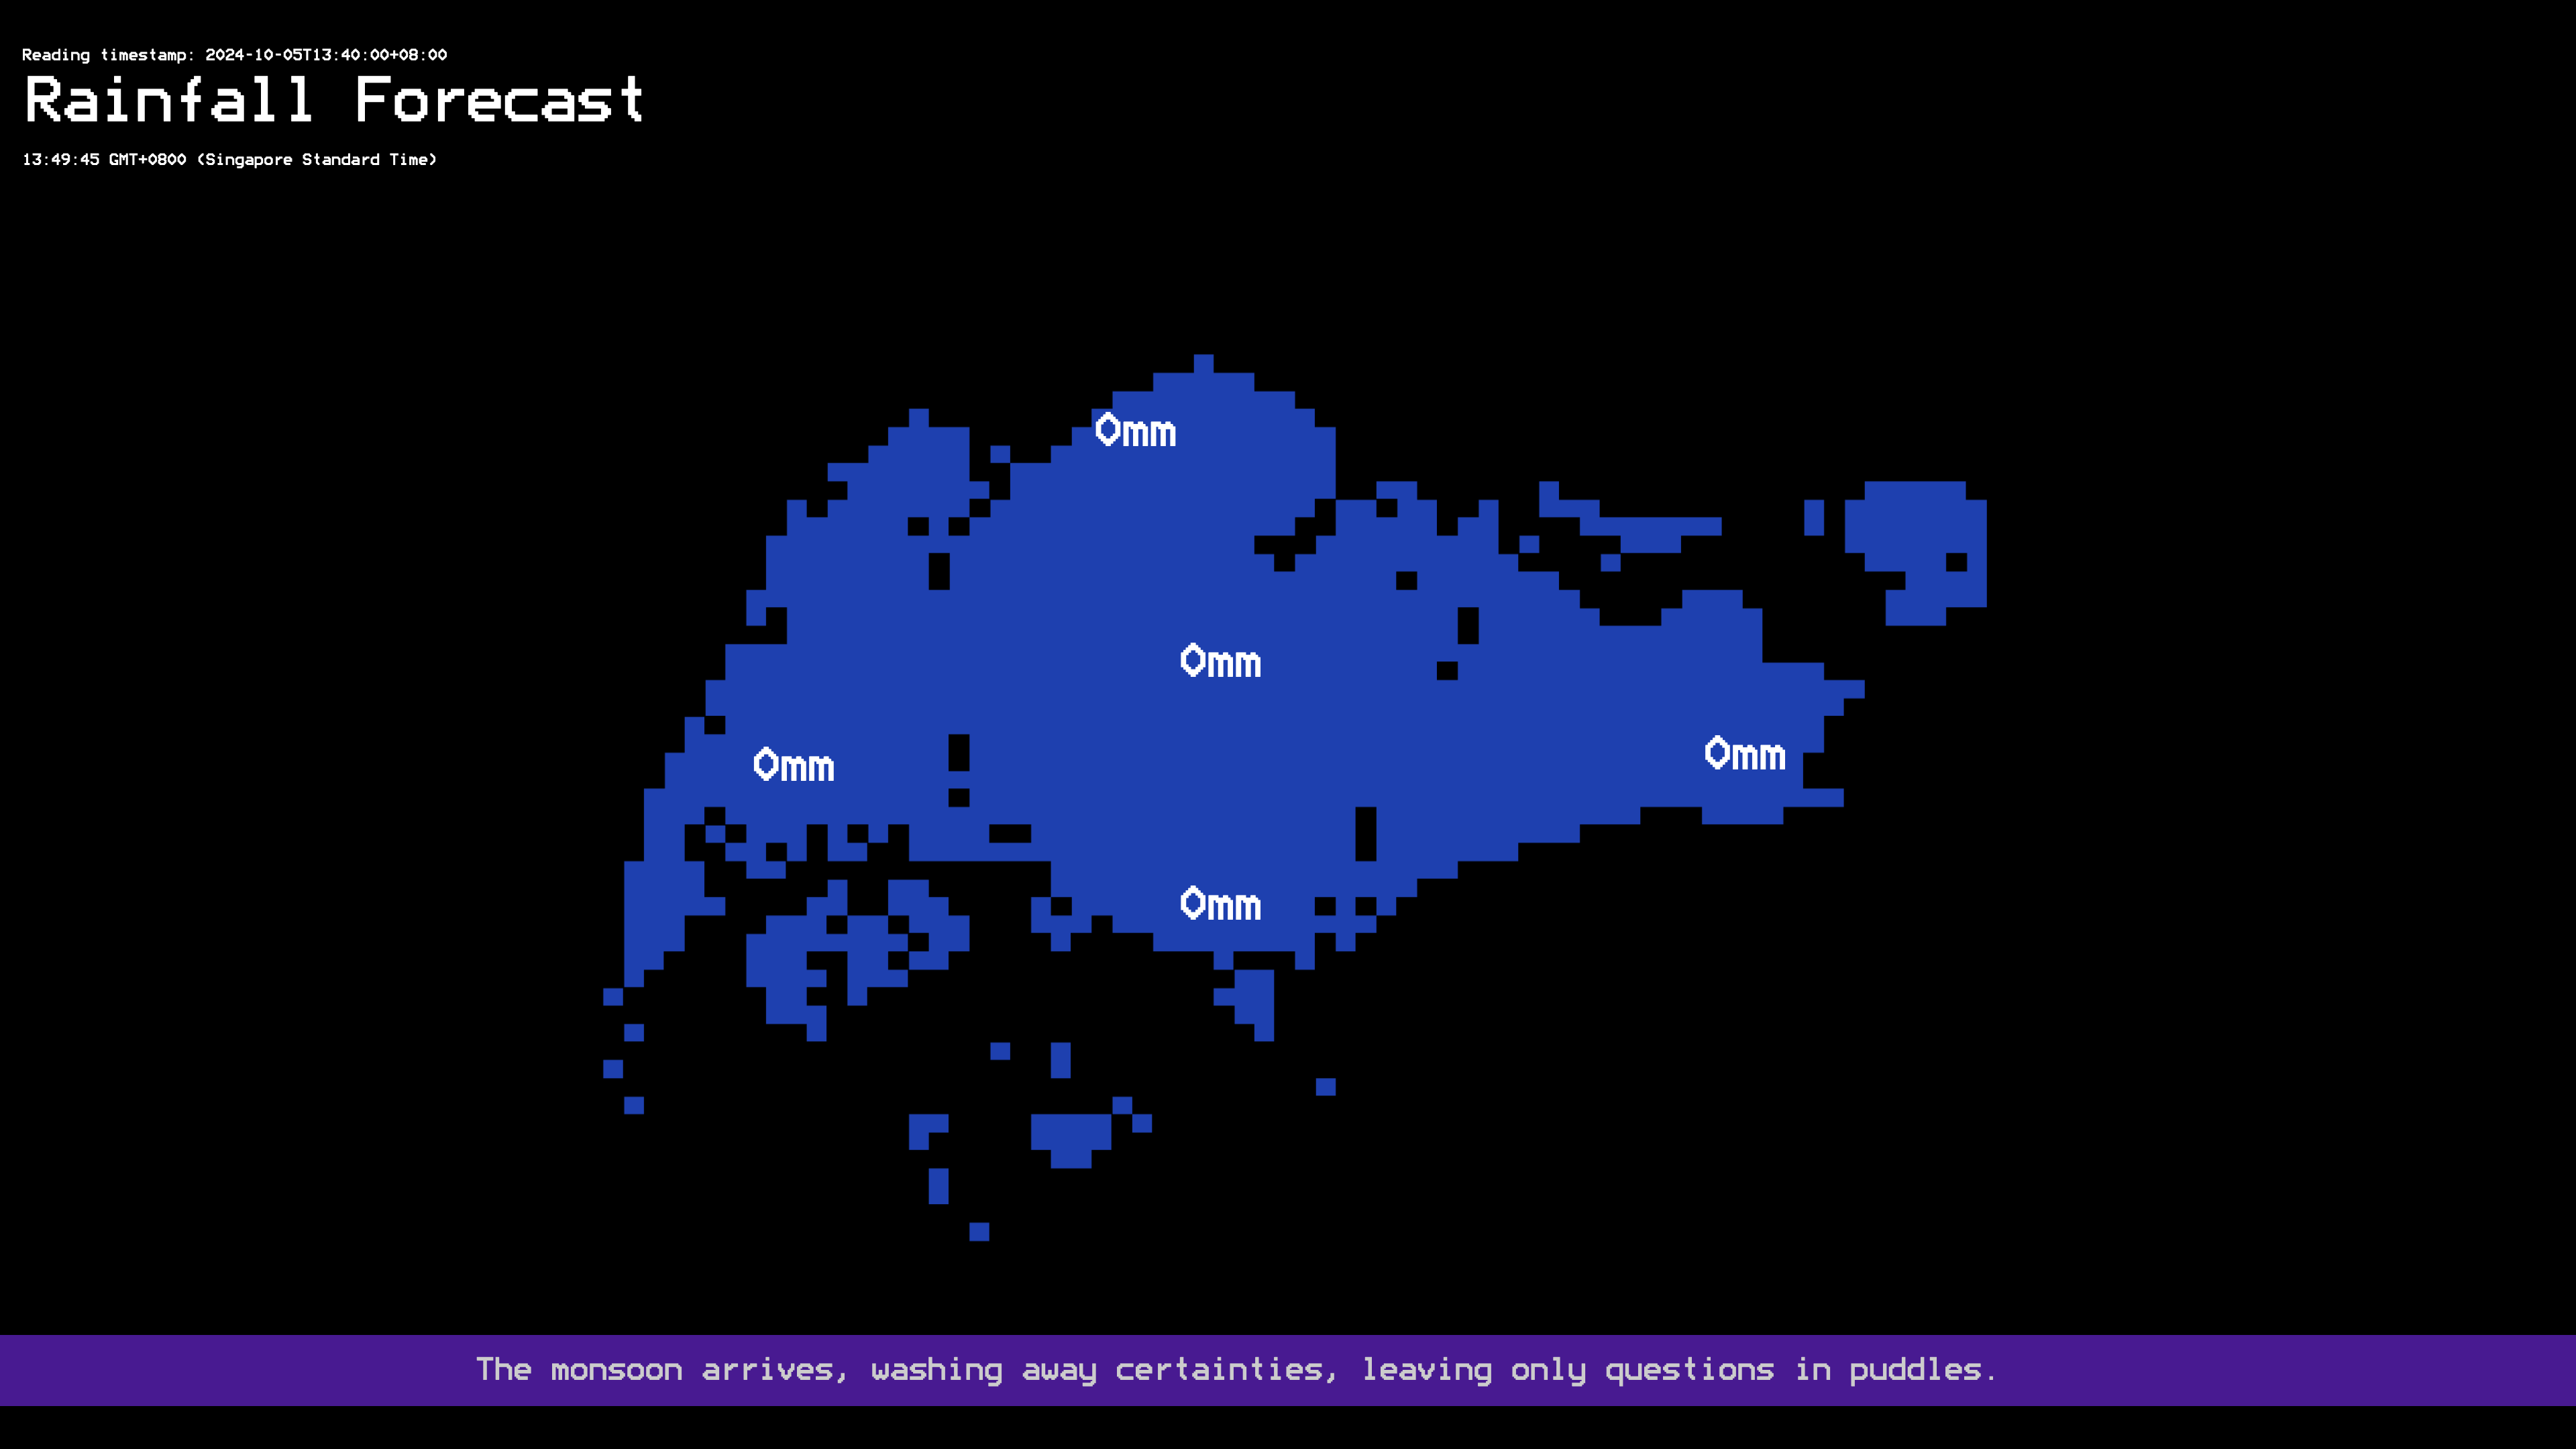 Reading timestamp: 2024-10-05T13:40:00+08:00
Rainfall Forecast
13:49:45 GMT+0800 (Singapore Standard Time)
0mm
0mm
0mm
0mm
0mm
The monsoon arrives, washing away certainties, leaving only questions in puddles.